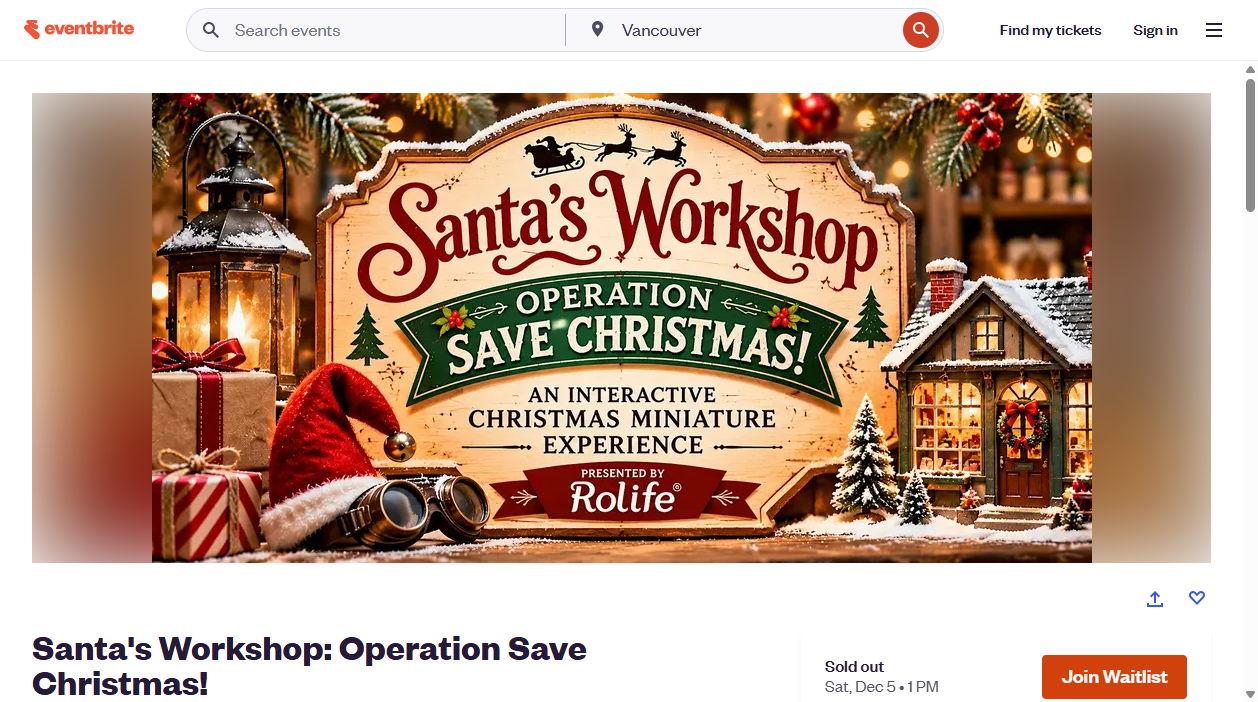 eventbrite
Search events
Vancouver
Find my tickets
Sign in
Santa's Workshop
OPERATION
SAVE CHRISTMAS!
AN INTERACTIVE
CHRISTMAS MINIATURE
EXPERIENCE
PRESENTED BY
Rolife®
Santa's Workshop: Operation Save
Christmas!
Sold out
Sat, Dec 5 • 1 PM
Join Waitlist